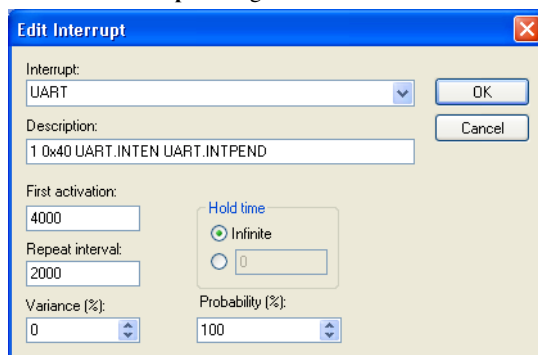 Edit Interrupt
Interrupt:
UART
OK
Description:
Cancel
1 0x40 UART.INTEN UART.INTPEND
First activation:
4000
Hold time
Infinite
Repeat interval:
0
2000
Variance (%):
Probability (%):
0
100